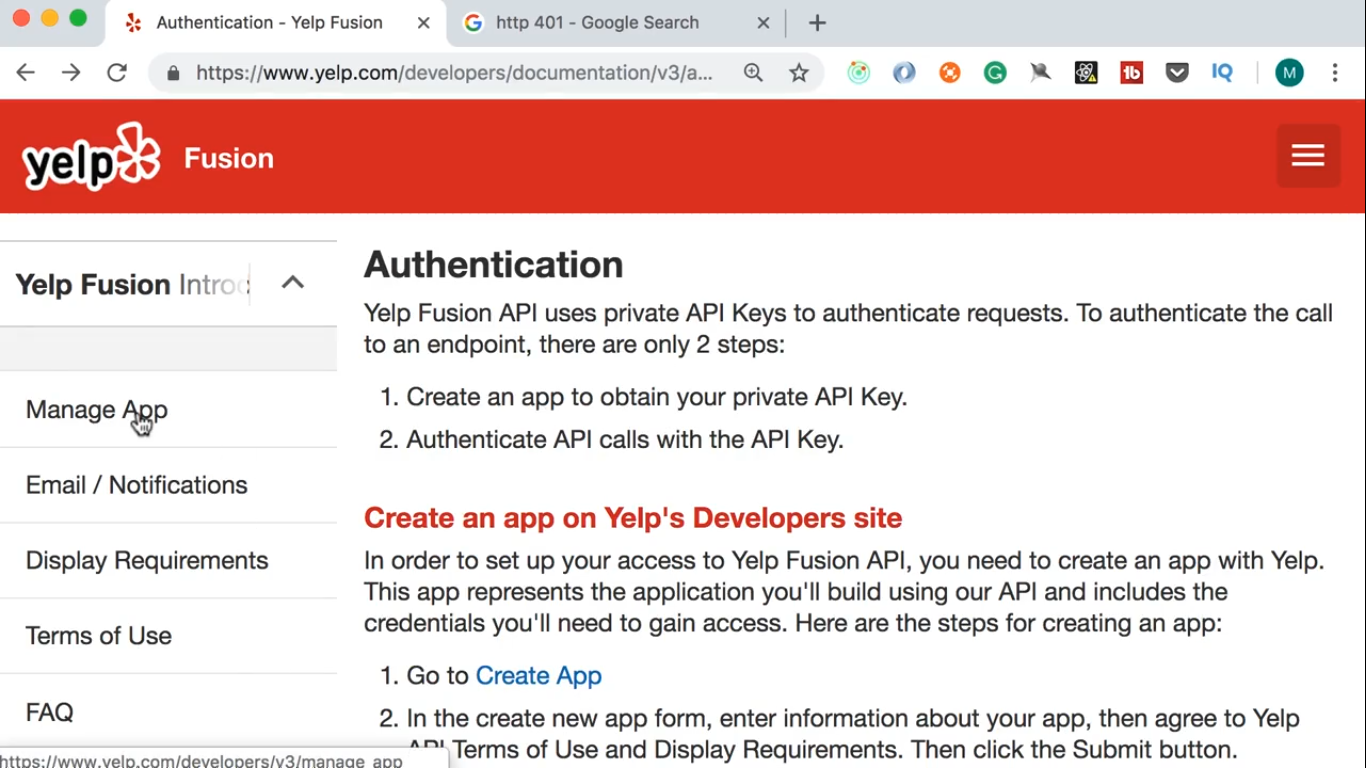 Authentication - Yelp Fusion
http 401 - Google Search
https://www.yelp.com/developers/documentation/v3/a...
IQ
M
yelp Fusion
Yelp Fusion Introd
Manage App
Email / Notifications
Display Requirements
Terms of Use
FAQ
Authentication
Yelp Fusion API uses private API Keys to authenticate requests. To authenticate the call
to an endpoint, there are only 2 steps:
1. Create an app to obtain your private API Key.
2. Authenticate API calls with the API Key.
Create an app on Yelp's Developers site
In order to set up your access to Yelp Fusion API, you need to create an app with Yelp.
This app represents the application you'll build using our API and includes the
credentials you'll need to gain access. Here are the steps for creating an app:
1. Go to Create App
2. In the create new app form, enter information about your app, then agree to Yelp
API Terms of Use and Display Requirements. Then click the Submit button.
https://www.yelp.com/developers/v3/manage_app